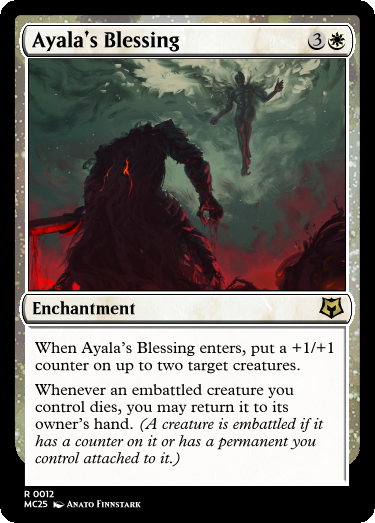 Ayala's Blessing 3
Enchantment
When Ayala's Blessing enters, put a +1/+1
counter on up to two target creatures.
Whenever an embattled creature you
control dies, you may return it to its
owner's hand. (A creature is embattled if it
has a counter on it or has a permanent you
control attached to it.)
R 0012
MC25 Anato Finnstark